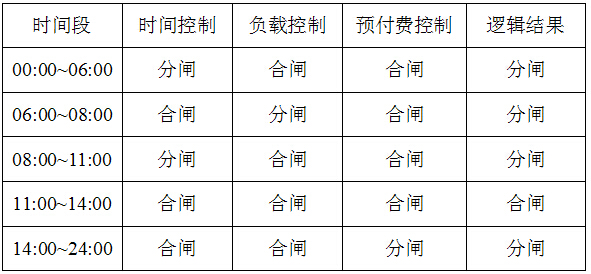 时间段 时间控制 负载控制 预付费控制 逻辑结果
00:00~06:00 分闸 合闸 合闸 分闸
06:00~08:00 合闸 分闸 合闸 分闸
08:00~11:00 分闸 合闸 合闸 分闸
11:00~14:00 合闸 合闸 合闸 合闸
14:00~24:00 合闸 合闸 分闸 分闸